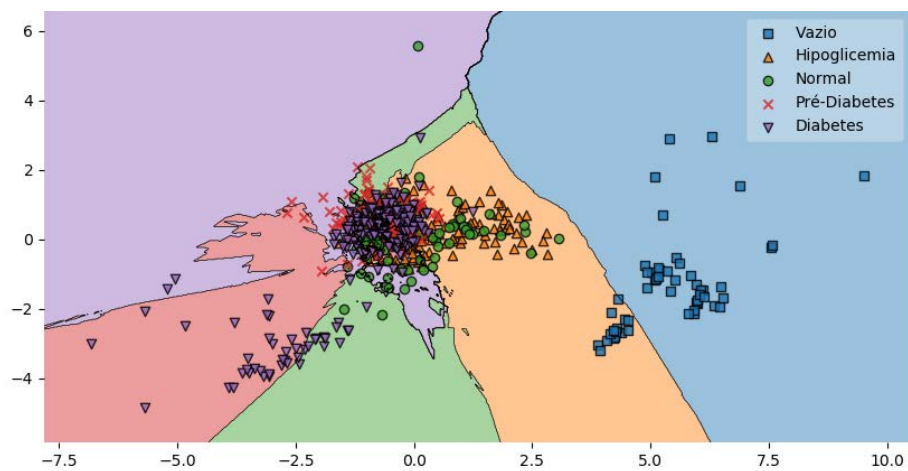 Vazio
Hipoglicemia
Normal
Pré-Diabetes
Diabetes
6
4
2
0
−2
−4
−7.5 −5.0 −2.5 0.0 2.5 5.0 7.5 10.0